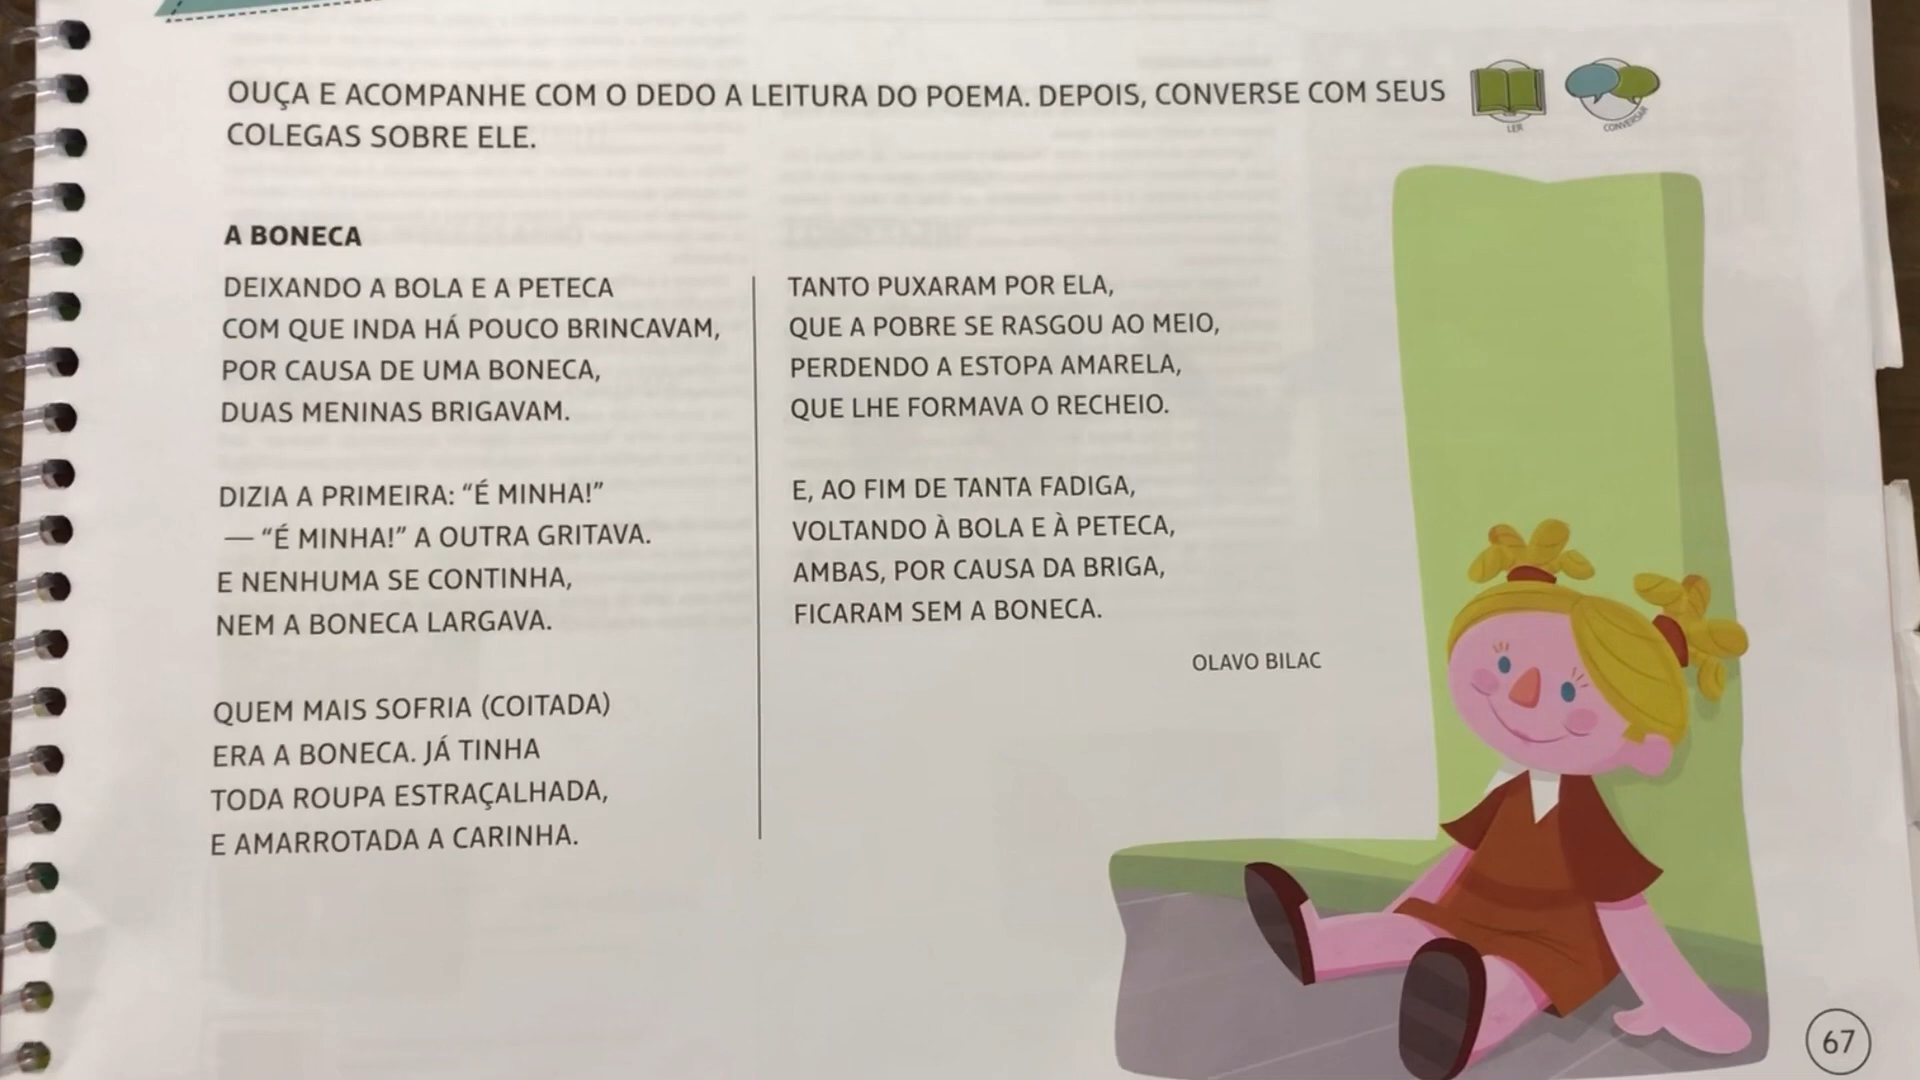 OUÇA E ACOMPANHE COM O DEDO A LEITURA DO POEMA. DEPOIS, CONVERSE COM SEUS
COLEGAS SOBRE ELE.
LER
CONVERSAR
A BONECA
DEIXANDO A BOLA E A PETECA
COM QUE INDA HÁ POUCO BRINCAVAM,
POR CAUSA DE UMA BONECA,
DUAS MENINAS BRIGAVAM.
DIZIA A PRIMEIRA: “É MINHA!”
— “É MINHA!” A OUTRA GRITAVA.
E NENHUMA SE CONTINHA,
NEM A BONECA LARGAVA.
QUEM MAIS SOFRIA (COITADA)
ERA A BONECA. JÁ TINHA
TODA ROUPA ESTRAÇALHADA,
E AMARROTADA A CARINHA.
TANTO PUXARAM POR ELA,
QUE A POBRE SE RASGOU AO MEIO,
PERDENDO A ESTOPA AMARELA,
QUE LHE FORMAVA O RECHEIO.
E, AO FIM DE TANTA FADIGA,
VOLTANDO À BOLA E À PETECA,
AMBAS, POR CAUSA DA BRIGA,
FICARAM SEM A BONECA.
OLAVO BILAC
67